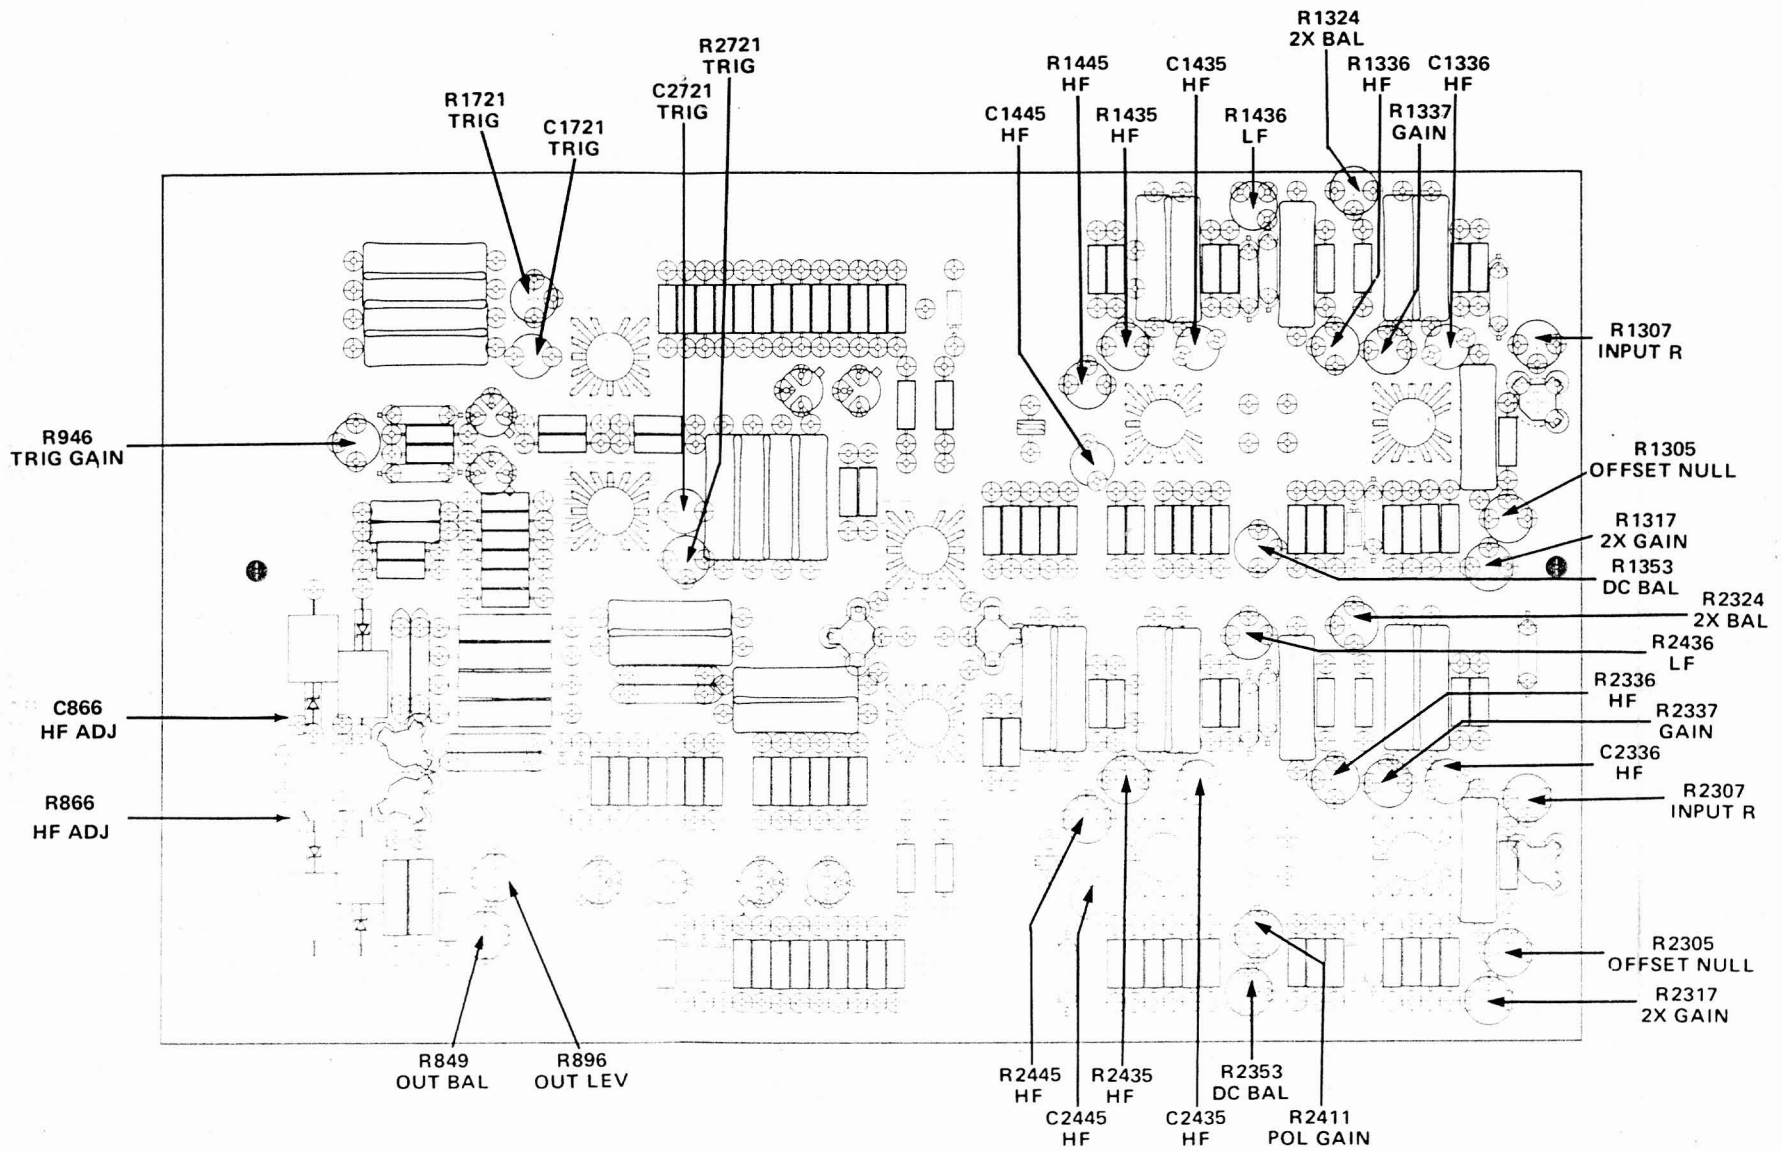 R1324
2X BAL
R2721
TRIG
R1445
HF
C1435
HF
R1336
HF
C1336
HF
C2721
TRIG
R1721
TRIG
C1445
HF
R1435
HF
R1436
LF
R1337
GAIN
C1721
TRIG
R1307
INPUT R
R946
TRIG GAIN
R1305
OFFSET NULL
R1317
2X GAIN
R1353
DC BAL
R2324
2X BAL
R2436
LF
R2336
HF
C866
HF ADJ
R2337
GAIN
C2336
HF
R2307
INPUT R
R866
HF ADJ
R2305
OFFSET NULL
R2317
2X GAIN
R849
OUT BAL
R896
OUT LEV
R2445
HF
R2435
HF
R2353
DC BAL
C2445
HF
C2435
HF
R2411
POL GAIN